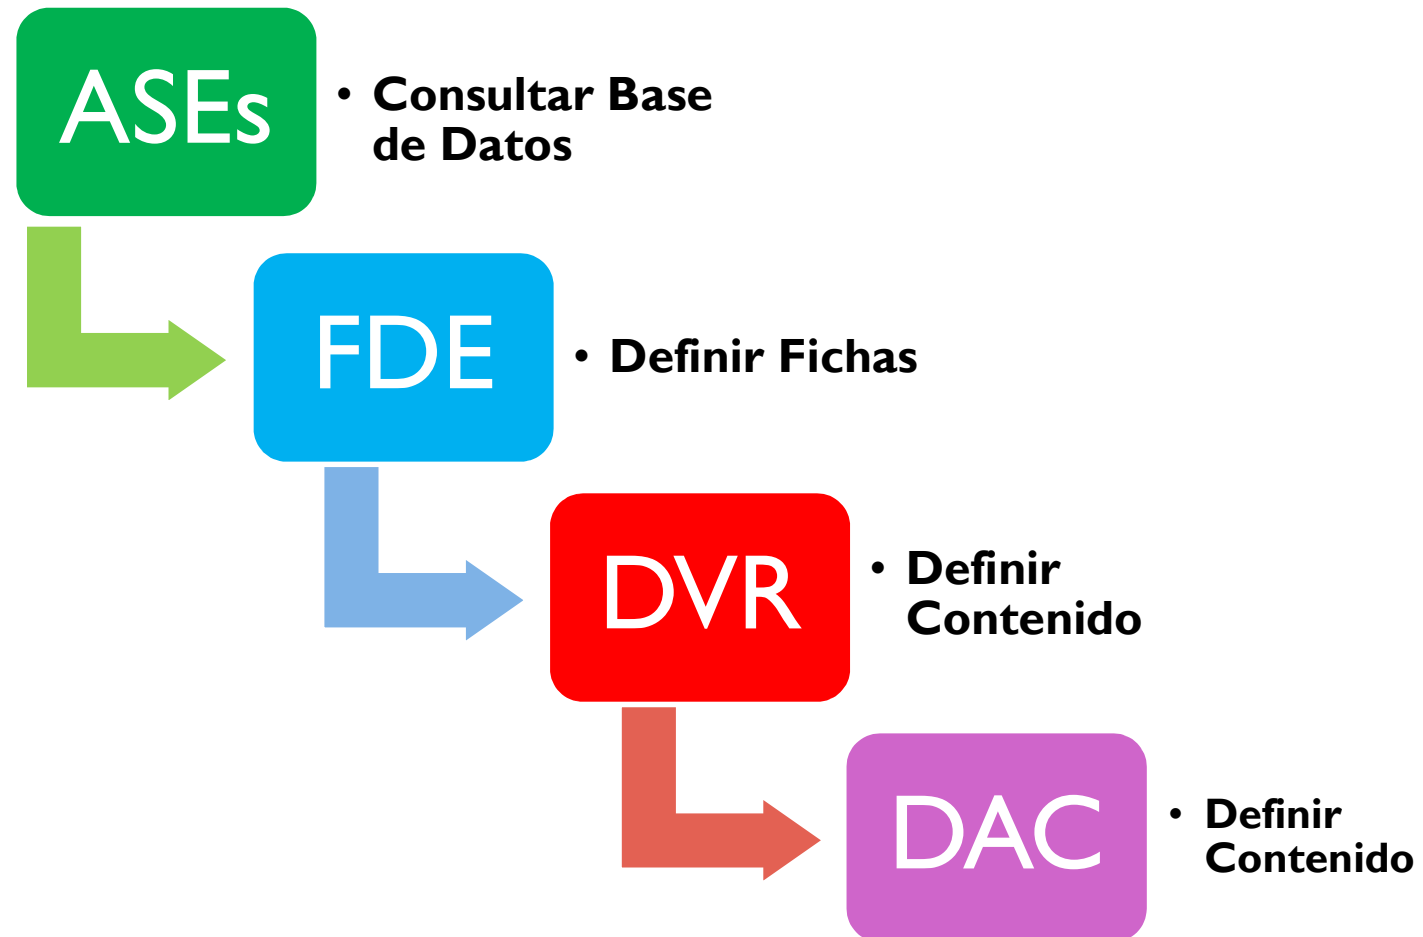 ASEs
• Consultar Base
de Datos
FDE
• Definir Fichas
DVR
• Definir
Contenido
DAC
• Definir
Contenido